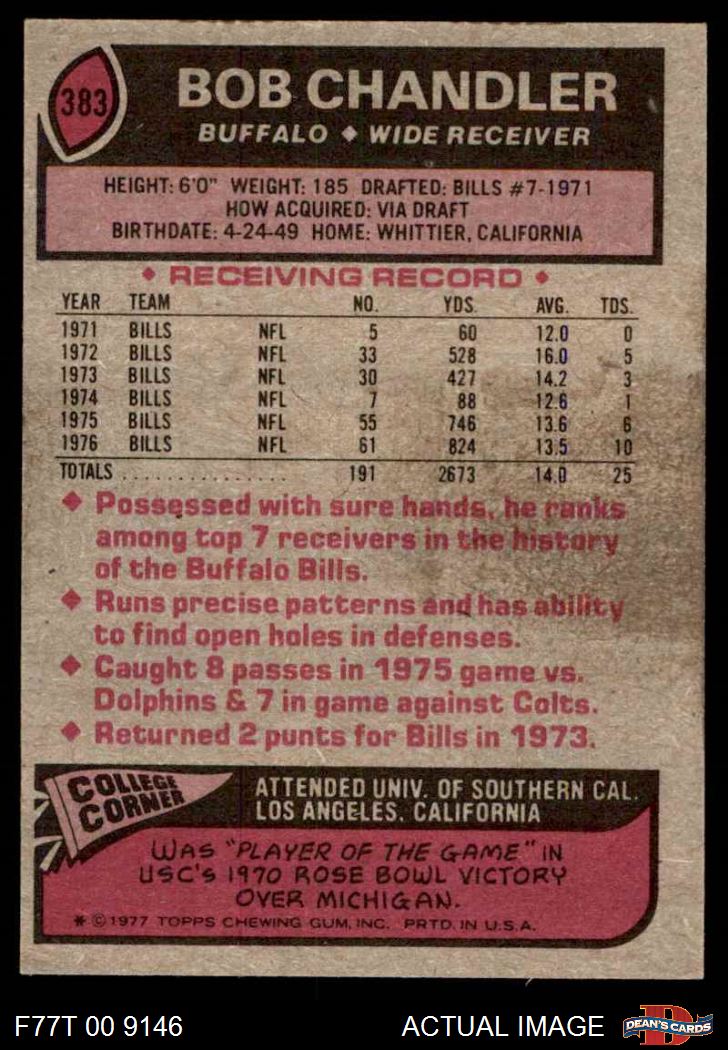 383
BOB CHANDLER
BUFFALO ♦ WIDE RECEIVER
HEIGHT: 6'0" WEIGHT: 185 DRAFTED: BILLS #7-1971
HOW ACQUIRED: VIA DRAFT
BIRTHDATE: 4-24-49 HOME: WHITTIER, CALIFORNIA
♦ RECEIVING RECORD ♦
YEAR TEAM NO. YDS. AVG. TDS.
1971 BILLS NFL 5 60 12.0 0
1972 BILLS NFL 33 528 16.0 5
1973 BILLS NFL 30 427 14.2 3
1974 BILLS NFL 7 88 12.6 1
1975 BILLS NFL 55 746 13.6 6
1976 BILLS NFL 61 824 13.5 10
TOTALS ................ 191 2673 14.0 25
♦ Possessed with sure hands, he ranks
among top 7 receivers in the history
of the Buffalo Bills.
♦ Runs precise patterns and has ability
to find open holes in defenses.
♦ Caught 8 passes in 1975 game vs.
Dolphins & 7 in game against Colts.
♦ Returned 2 punts for Bills in 1973.
COLLEGE
CORNER
ATTENDED UNIV. OF SOUTHERN CAL.
LOS ANGELES, CALIFORNIA
WAS "PLAYER OF THE GAME" IN
USC'S 1970 ROSE BOWL VICTORY
OVER MICHIGAN.
* © 1977 TOPPS CHEWING GUM, INC. PRTD. IN U.S.A.
F77T 00 9146
ACTUAL IMAGE
D
DEAN'S CARDS